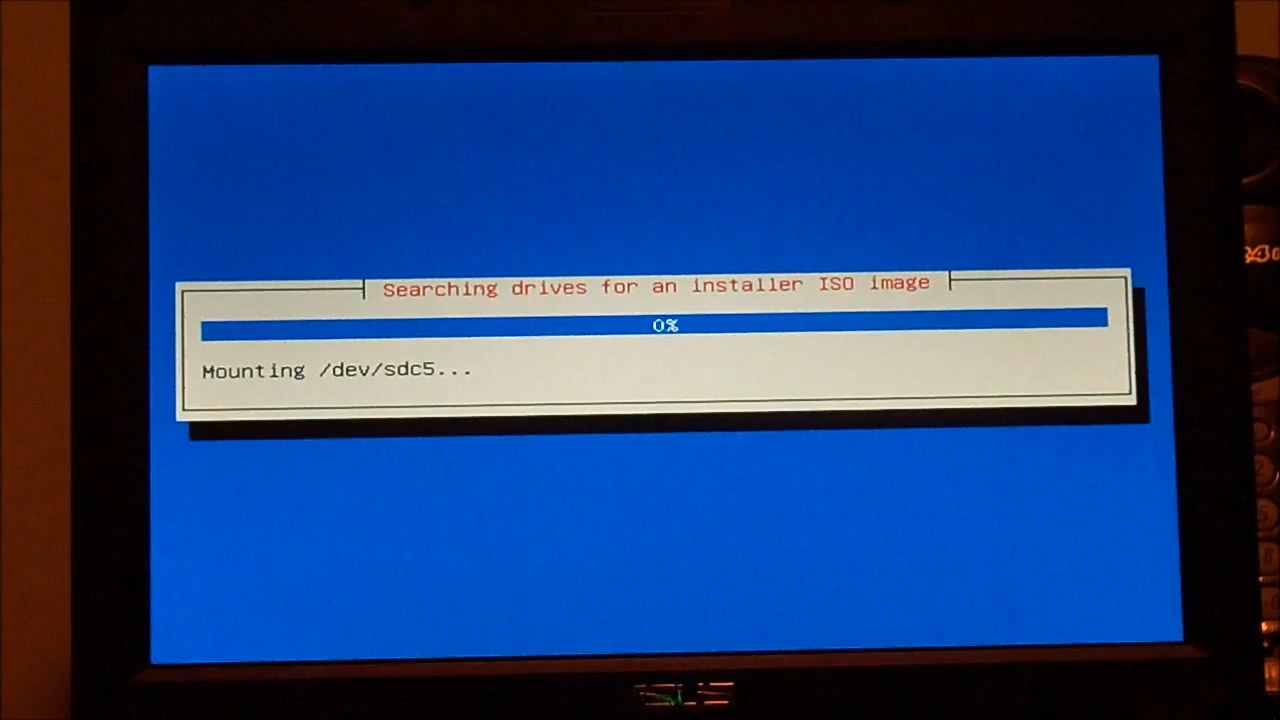 Searching drives for an installer ISO image
0%
Mounting /dev/sdc5...